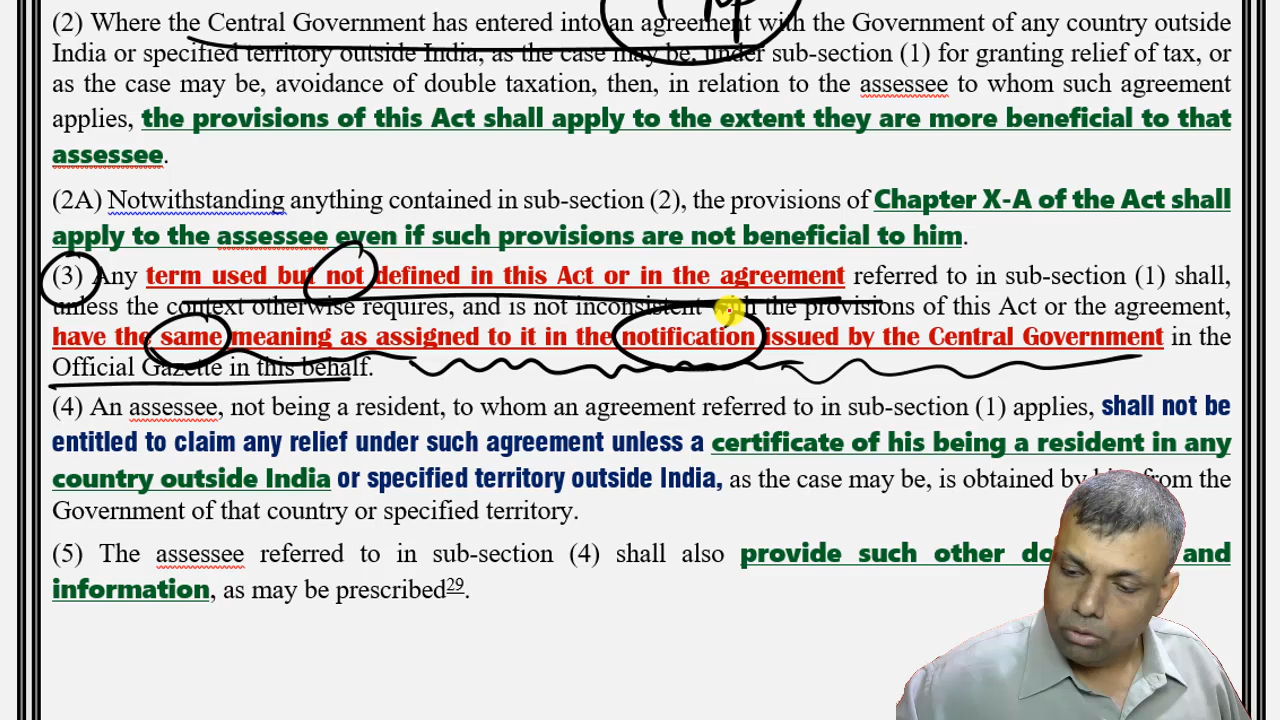 (2) Where the Central Government has entered into an agreement with the Government of any country outside
India or specified territory outside India, as the case may be, under sub-section (1) for granting relief of tax, or
as the case may be, avoidance of double taxation, then, in relation to the assessee to whom such agreement
applies, the provisions of this Act shall apply to the extent they are more beneficial to that
assessee.
(2A) Notwithstanding anything contained in sub-section (2), the provisions of Chapter X-A of the Act shall
apply to the assessee even if such provisions are not beneficial to him.
(3) Any term used but not defined in this Act or in the agreement referred to in sub-section (1) shall,
unless the context otherwise requires, and is not inconsistent with the provisions of this Act or the agreement,
have the same meaning as assigned to it in the notification issued by the Central Government in the
Official Gazette in this behalf.
(4) An assessee, not being a resident, to whom an agreement referred to in sub-section (1) applies, shall not be
entitled to claim any relief under such agreement unless a certificate of his being a resident in any
country outside India or specified territory outside India, as the case may be, is obtained by from the
Government of that country or specified territory.
(5) The assessee referred to in sub-section (4) shall also provide such other and
information, as may be prescribed29.